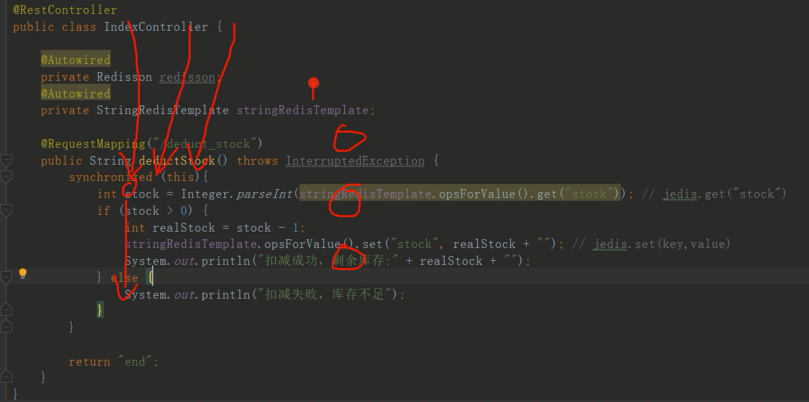 @RestController
public class IndexController {
@Autowired
private Redisson redisson;
@Autowired
private StringRedisTemplate stringRedisTemplate;
@RequestMapping("/deduct_stock")
public String deductStock() throws InterruptedException {
synchronized (this){
int stock = Integer.parseInt(stringRedisTemplate.opsForValue().get("stock")); // jedis.get("stock")
if (stock > 0) {
int realStock = stock - 1;
stringRedisTemplate.opsForValue().set("stock", realStock + ""); // jedis.set(key,value)
System.out.println("扣减成功，剩余库存:" + realStock + "");
} else {
System.out.println("扣减失败，库存不足");
}
}
return "end";
}
}